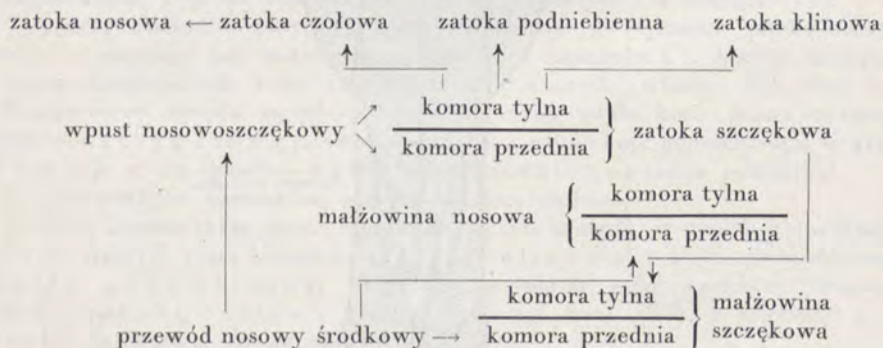 zatoka nosowa ← zatoka czołowa zatoka podniebienna zatoka klinowa
komora tylna
wpust nosowoszczękowy zatoka szczękowa
komora przednia
komora tylna
małżowina nosowa
komora przednia
komora tylna małżowina
przewód nosowy środkowy → komora przednia szczękowa